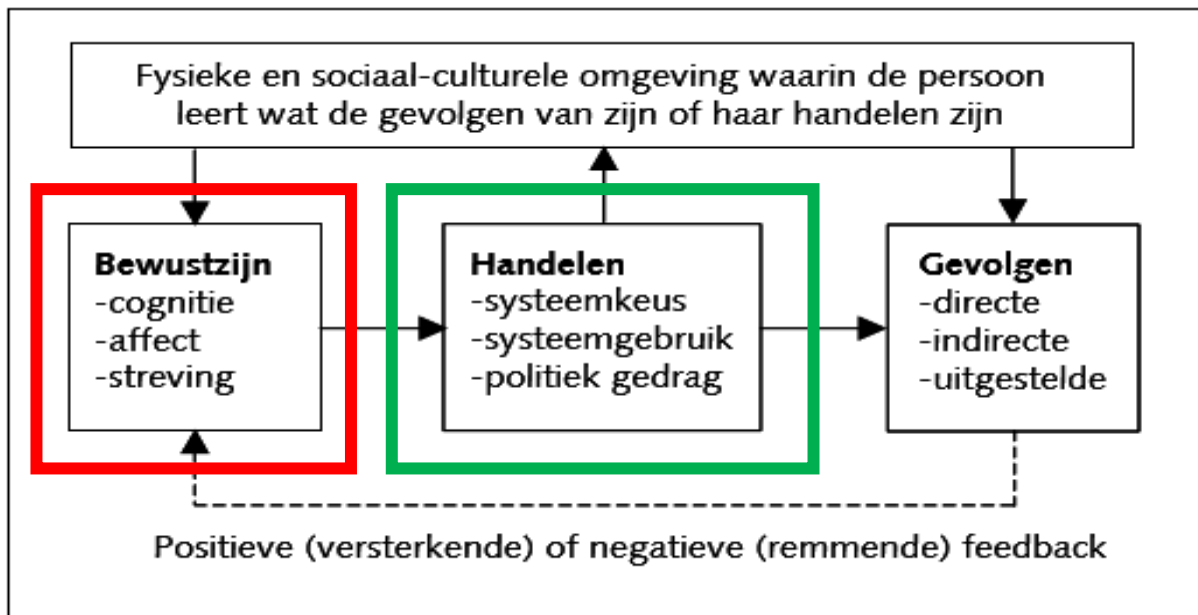 Fysieke en sociaal-culturele omgeving waarin de persoon
leert wat de gevolgen van zijn of haar handelen zijn
Bewustzijn
-cognitie
-affect
-streving
Handelen
-systeemkeus
-systeemgebruik
-politiek gedrag
Gevolgen
-directe
-indirecte
-uitgestelde
Positieve (versterkende) of negatieve (remmende) feedback